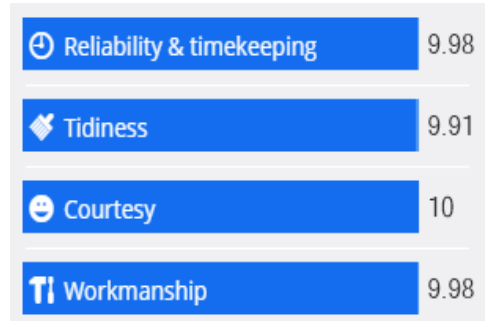 Reliability & timekeeping 9.98
Tidiness 9.91
Courtesy 10
Workmanship 9.98